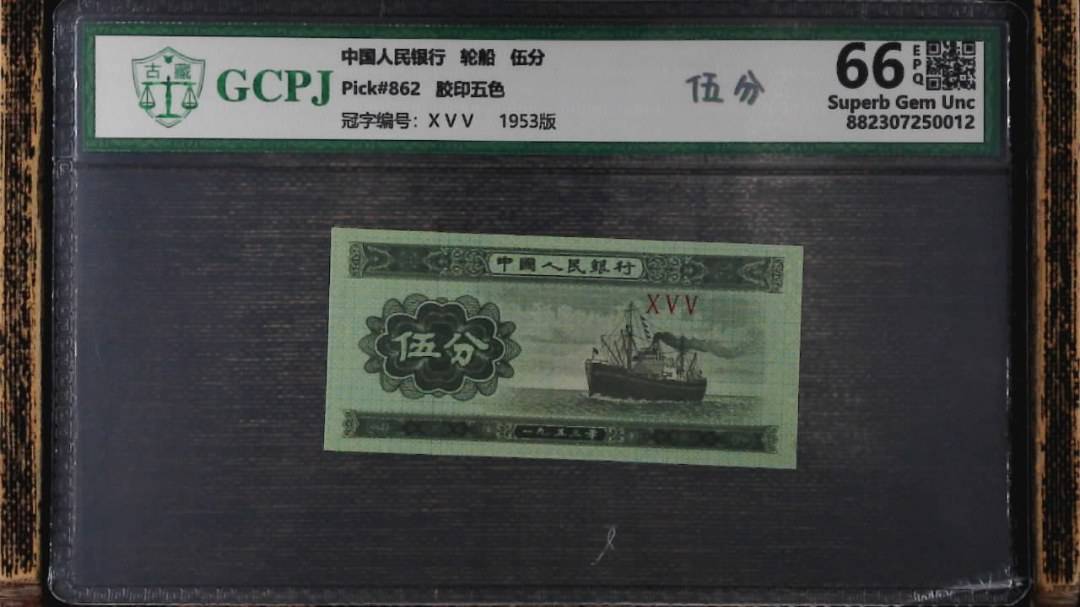 中国人民银行 轮船 伍分
古藏
GCPJ
Pick#862 胶印五色
冠字编号：X V V 1953版
伍分
66 EPQ
Superb Gem Unc
882307250012
中國人民銀行
XVV
伍分
一九五三年